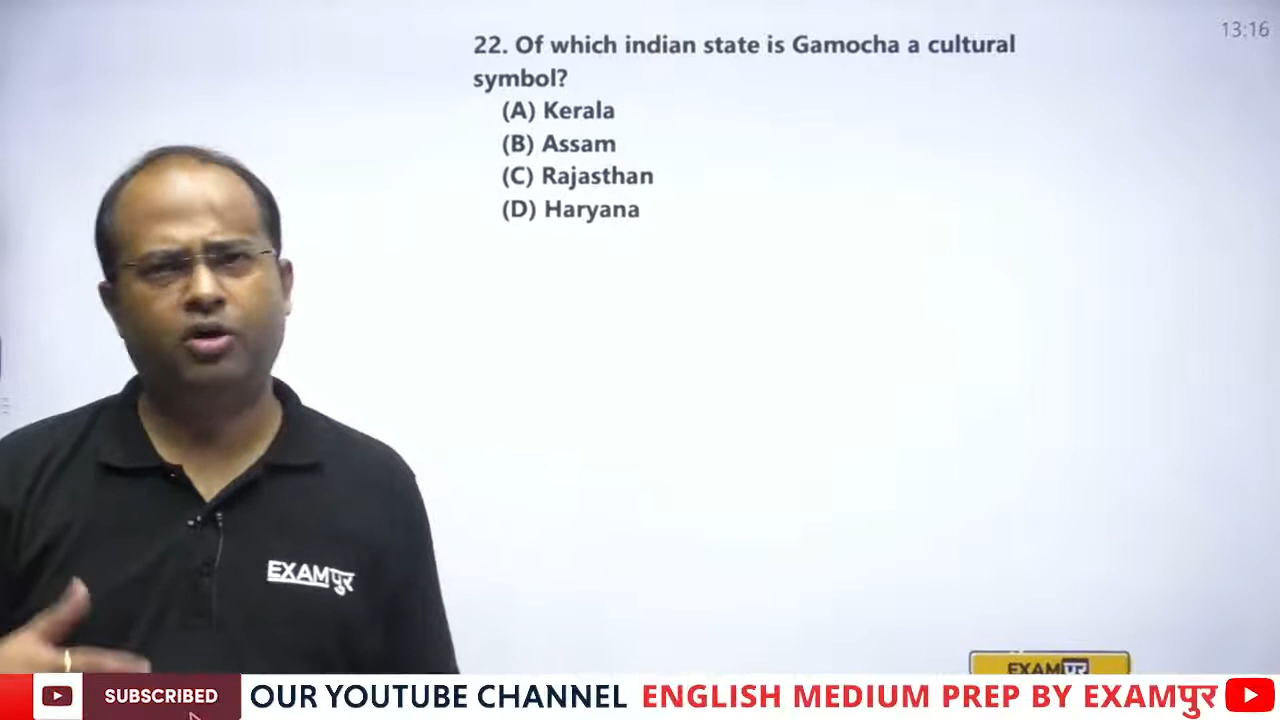 13:16
22. Of which indian state is Gamocha a cultural
symbol?
(A) Kerala
(B) Assam
(C) Rajasthan
(D) Haryana
EXAMपुर
EXAMपुर
SUBSCRIBED
OUR YOUTUBE CHANNEL ENGLISH MEDIUM PREP BY EXAMपुर